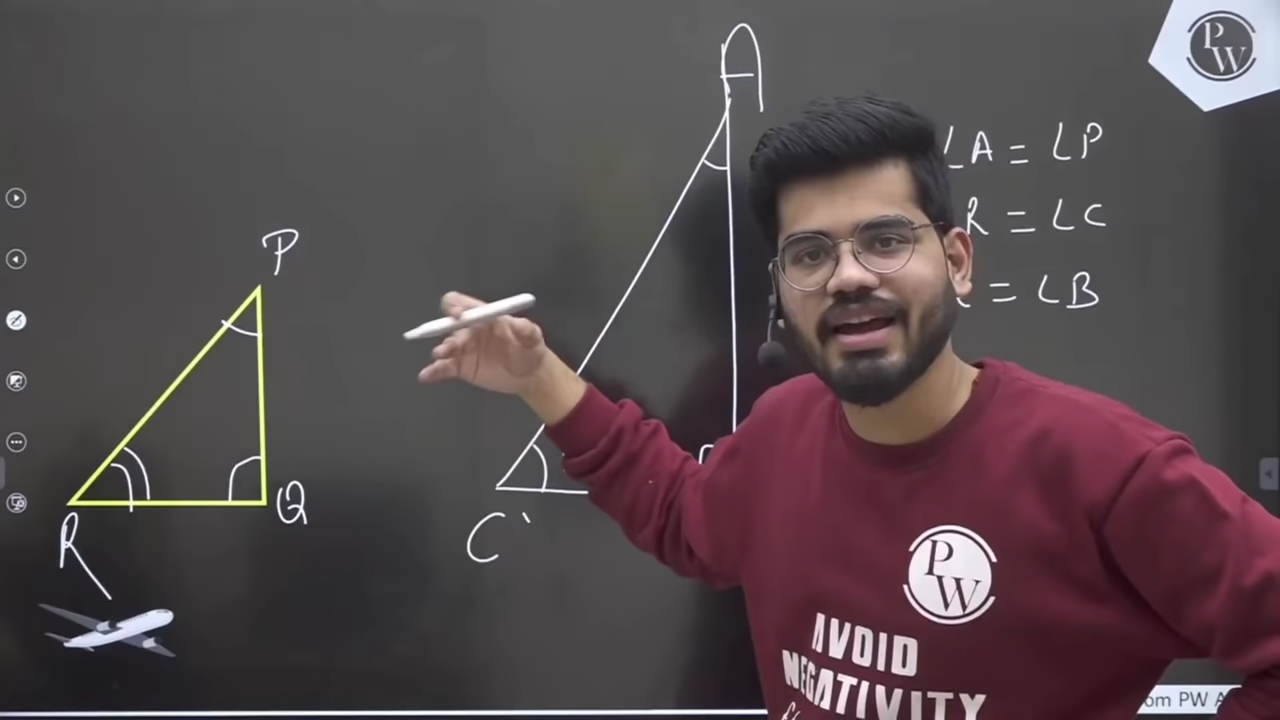 A
P
R
Q
C'
∠A = ∠P
R = ∠C
= ∠B
PW
PW
AVOID
NEGATIVITY
om PW A